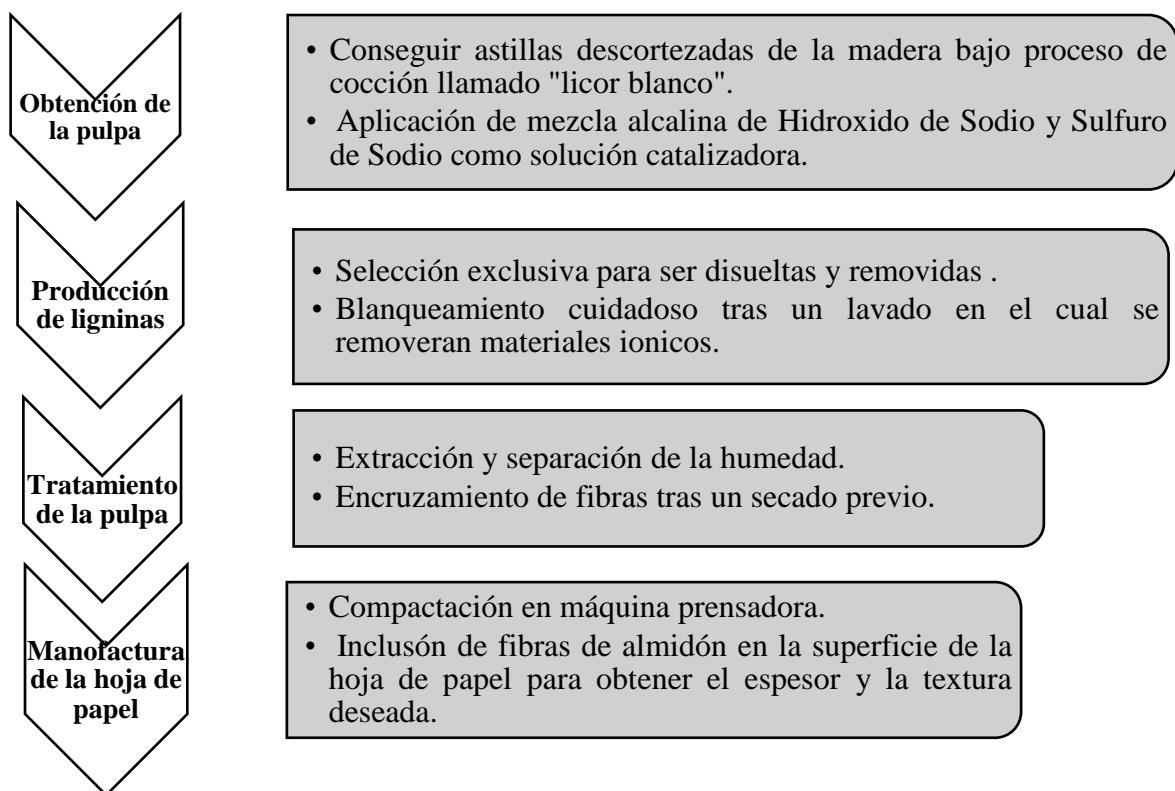 Obtención de
la pulpa
• Conseguir astillas descortezadas de la madera bajo proceso de
cocción llamado "licor blanco".
• Aplicación de mezcla alcalina de Hidroxido de Sodio y Sulfuro
de Sodio como solución catalizadora.
Producción
de ligninas
• Selección exclusiva para ser disueltas y removidas .
• Blanqueamiento cuidadoso tras un lavado en el cual se
removeran materiales ionicos.
Tratamiento
de la pulpa
• Extracción y separación de la humedad.
• Encruzamiento de fibras tras un secado previo.
Manofactura
de la hoja de
papel
• Compactación en máquina prensadora.
• Inclusón de fibras de almidón en la superficie de la
hoja de papel para obtener el espesor y la textura
deseada.